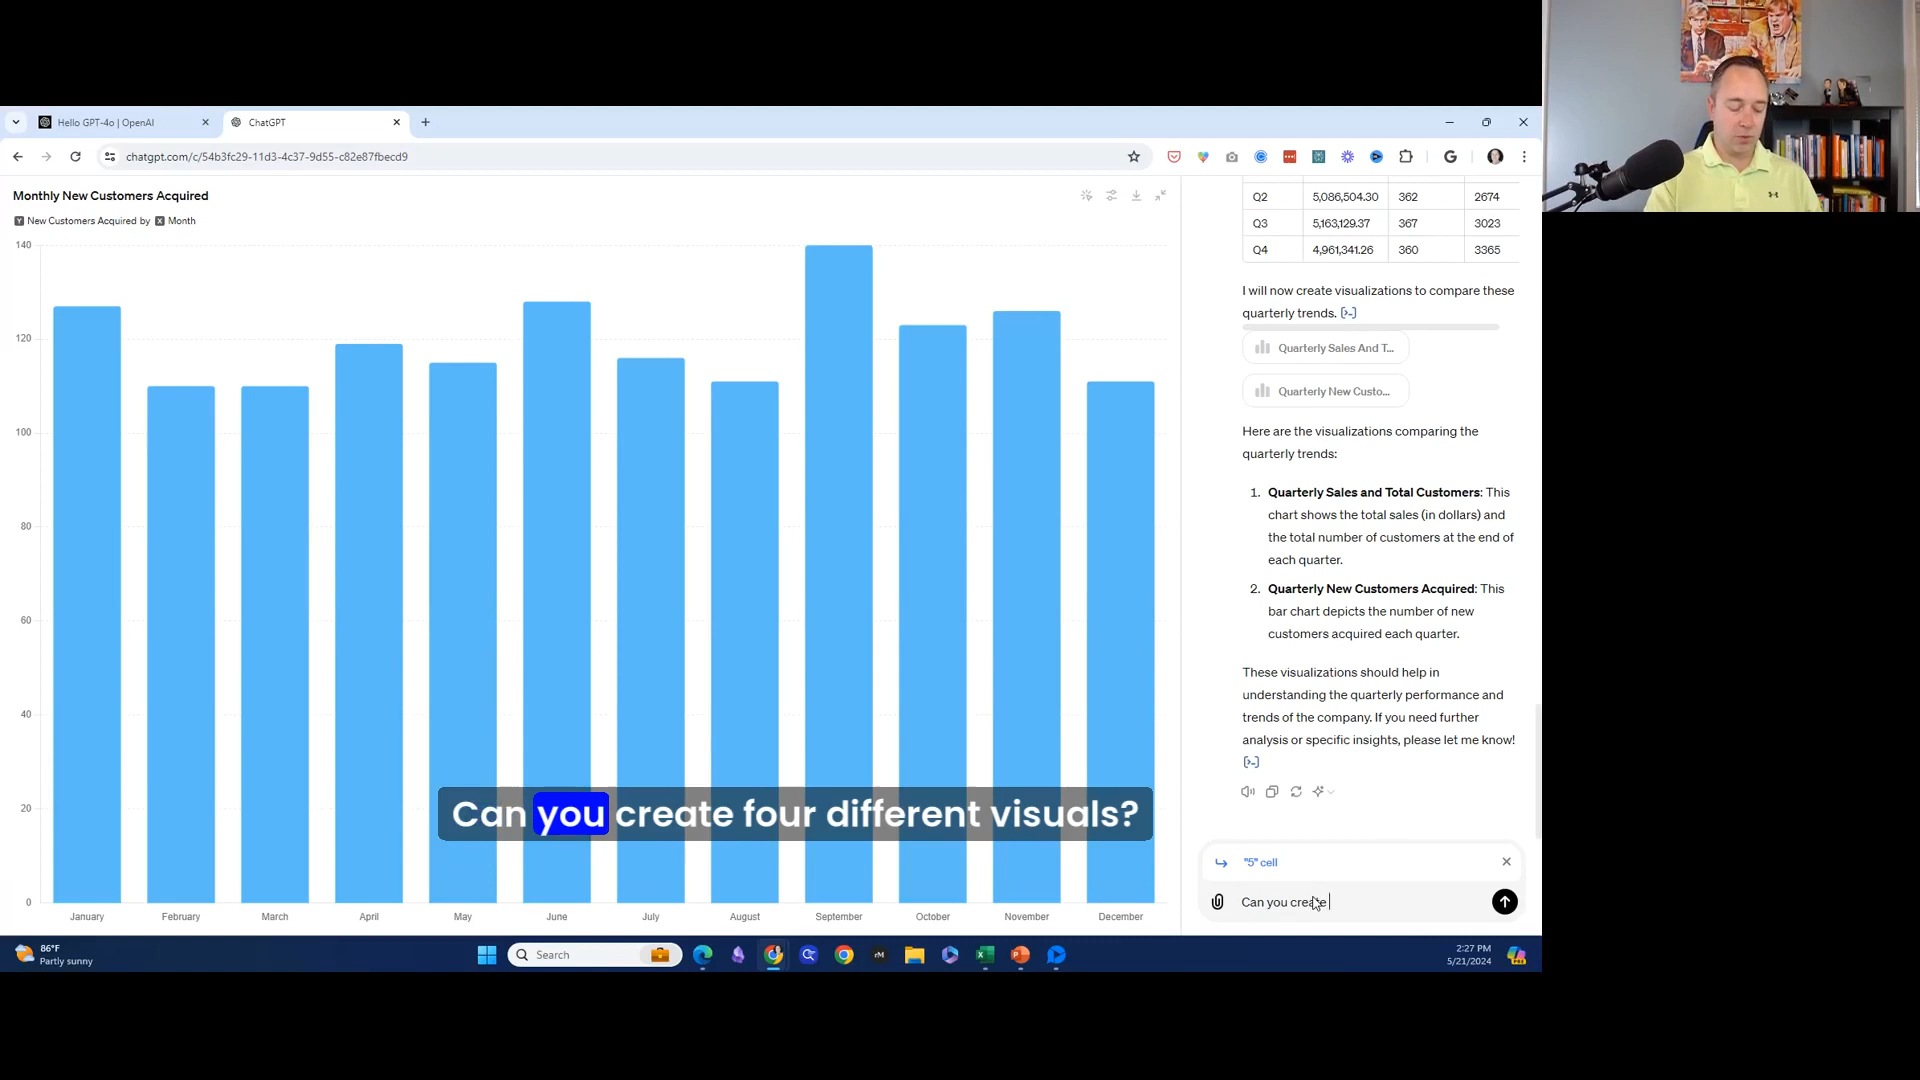 Hello GPT-4o | OpenAI
ChatGPT
chatgpt.com/c/54b3fc29-11d3-4c37-9d55-c82e87fbecd9
Monthly New Customers Acquired
Y New Customers Acquired by X Month
140
120
100
80
60
40
20
0
January February March April May June July August September October November December
Q2 5,086,504.30 362 2674
Q3 5,163,129.37 367 3023
Q4 4,961,341.26 360 3365
I will now create visualizations to compare these
quarterly trends. [>-]
Quarterly Sales And T...
Quarterly New Custo...
Here are the visualizations comparing the
quarterly trends:
1. Quarterly Sales and Total Customers: This
chart shows the total sales (in dollars) and
the total number of customers at the end of
each quarter.
2. Quarterly New Customers Acquired: This
bar chart depicts the number of new
customers acquired each quarter.
These visualizations should help in
understanding the quarterly performance and
trends of the company. If you need further
analysis or specific insights, please let me know!
[>-]
Can you create four different visuals?
"5" cell
Can you create
86°F
Partly sunny
Search
rM
2:27 PM
5/21/2024